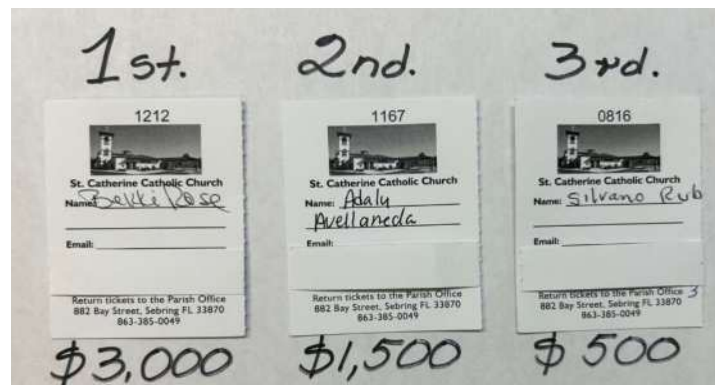 1st.
2nd.
3rd.
1212
St. Catherine Catholic Church
Name: Bekki Rose
Email:
Return tickets to the Parish Office
882 Bay Street, Sebring FL 33870
863-385-0049
1167
St. Catherine Catholic Church
Name: Adaly
Avellaneda
Email:
Return tickets to the Parish Office
882 Bay Street, Sebring FL 33870
863-385-0049
0816
St. Catherine Catholic Church
Name: Silvano Rub
Email:
Return tickets to the Parish Office 3
882 Bay Street, Sebring FL 33870
863-385-0049
$3,000
$1,500
$500